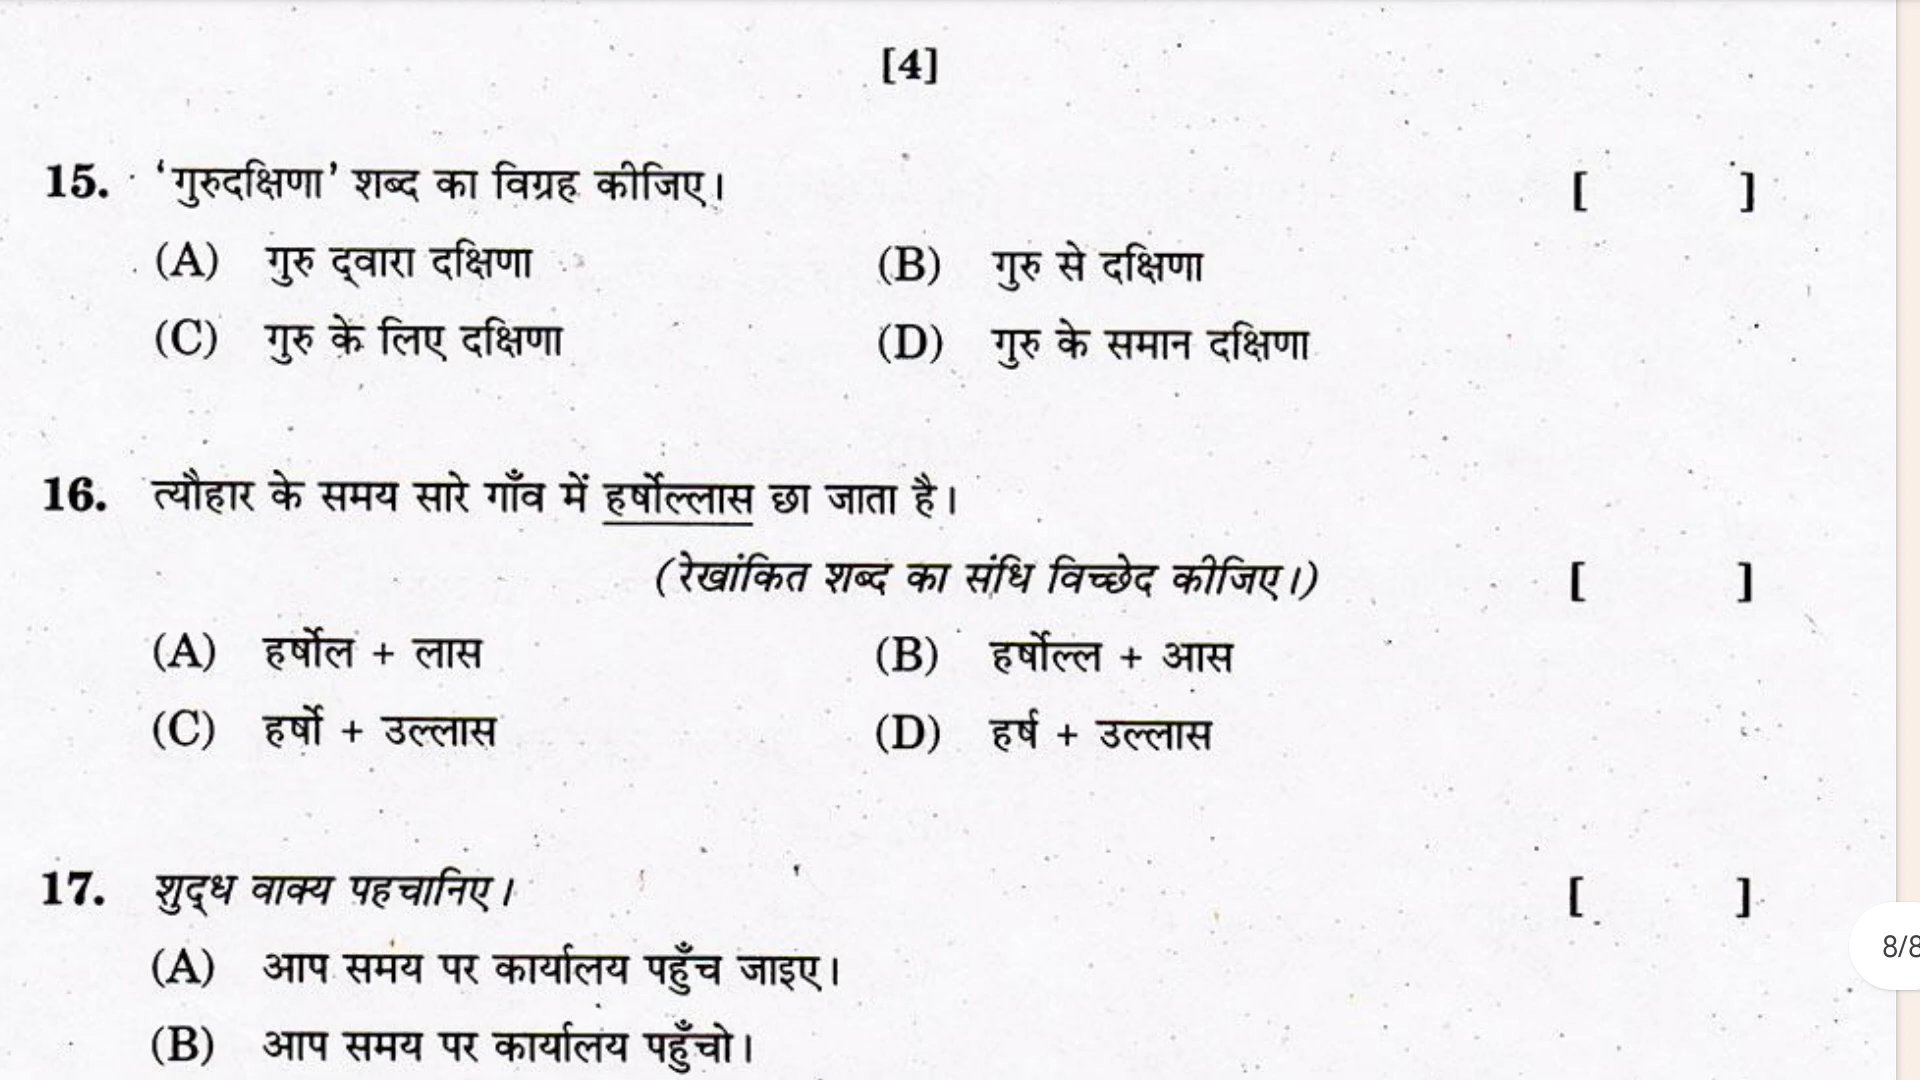 [4]
15. 'गुरुदक्षिणा' शब्द का विग्रह कीजिए। [ ]
(A) गुरु द्‌वारा दक्षिणा (B) गुरु से दक्षिणा
(C) गुरु के लिए दक्षिणा (D) गुरु के समान दक्षिणा
16. त्यौहार के समय सारे गाँव में हर्षोल्लास छा जाता है।
(रेखांकित शब्द का संधि विच्छेद कीजिए।) [ ]
(A) हर्षोल + लास (B) हर्षोल्ल + आस
(C) हर्षो + उल्लास (D) हर्ष + उल्लास
17. शुद्‌ध वाक्य पहचानिए। [ ]
(A) आप समय पर कार्यालय पहुँच जाइए।
8/8
(B) आप समय पर कार्यालय पहुँचो।